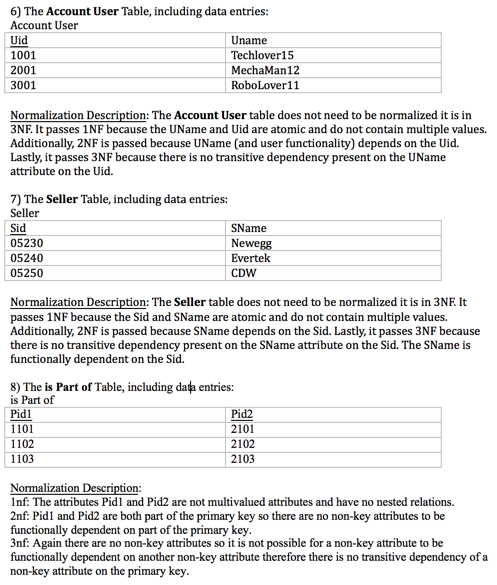 6) The Account User Table, including data entries:
Account User
Uid Uname
1001 Techlover15
2001 MechaMan12
3001 RoboLover11
Normalization Description: The Account User table does not need to be normalized it is in
3NF. It passes 1NF because the UName and Uid are atomic and do not contain multiple values.
Additionally, 2NF is passed because UName (and user functionality) depends on the Uid.
Lastly, it passes 3NF because there is no transitive dependency present on the UName
attribute on the Uid.
7) The Seller Table, including data entries:
Seller
Sid SName
05230 Newegg
05240 Evertek
05250 CDW
Normalization Description: The Seller table does not need to be normalized it is in 3NF. It
passes 1NF because the Sid and SName are atomic and do not contain multiple values.
Additionally, 2NF is passed because SName depends on the Sid. Lastly, it passes 3NF because
there is no transitive dependency present on the SName attribute on the Sid. The SName is
functionally dependent on the Sid.
8) The is Part of Table, including data entries:
is Part of
Pid1 Pid2
1101 2101
1102 2102
1103 2103
Normalization Description:
1nf: The attributes Pid1 and Pid2 are not multivalued attributes and have no nested relations.
2nf: Pid1 and Pid2 are both part of the primary key so there are no non-key attributes to be
functionally dependent on part of the primary key.
3nf: Again there are no non-key attributes so it is not possible for a non-key attribute to be
functionally dependent on another non-key attribute therefore there is no transitive dependency of a
non-key attribute on the primary key.